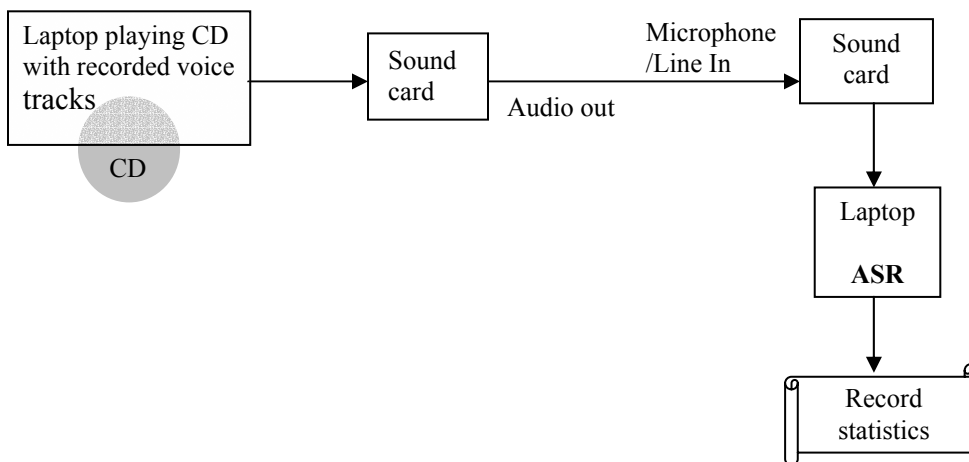 Laptop playing CD
with recorded voice
tracks
CD
Sound
card
Audio out
Microphone
/Line In
Sound
card
Laptop
ASR
Record
statistics